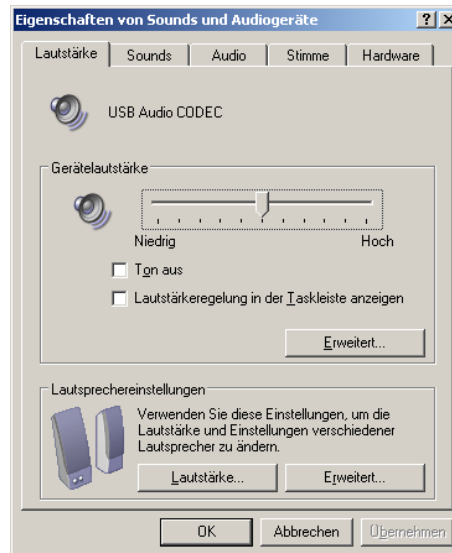 Eigenschaften von Sounds und Audiogeräte
Lautstärke Sounds Audio Stimme Hardware
USB Audio CODEC
Gerätelautstärke
Niedrig Hoch
Ton aus
Lautstärkeregelung in der Taskleiste anzeigen
Erweitert...
Lautsprechereinstellungen
Verwenden Sie diese Einstellungen, um die
Lautstärke und Einstellungen verschiedener
Lautsprecher zu ändern.
Lautstärke... Erweitert...
OK Abbrechen Übernehmen